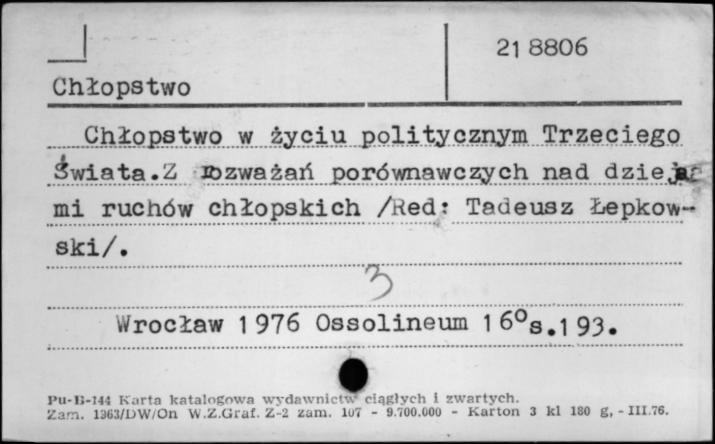 21 8806
Chłopstwo
Chłopstwo w życiu politycznym Trzeciego
Świata.Z rozważań porównawczych nad dzieja-
mi ruchów chłopskich /Red: Tadeusz Łepkow-
ski/.
3
Wrocław 1976 Ossolineum 16°s.193.
Pu-B-144 Karta katalogowa wydawnictw ciągłych i zwartych.
Zam. 1363/DW/On W.Z.Graf. Z-2 zam. 107 - 9.700.000 - Karton 3 kl 180 g, - III.76.